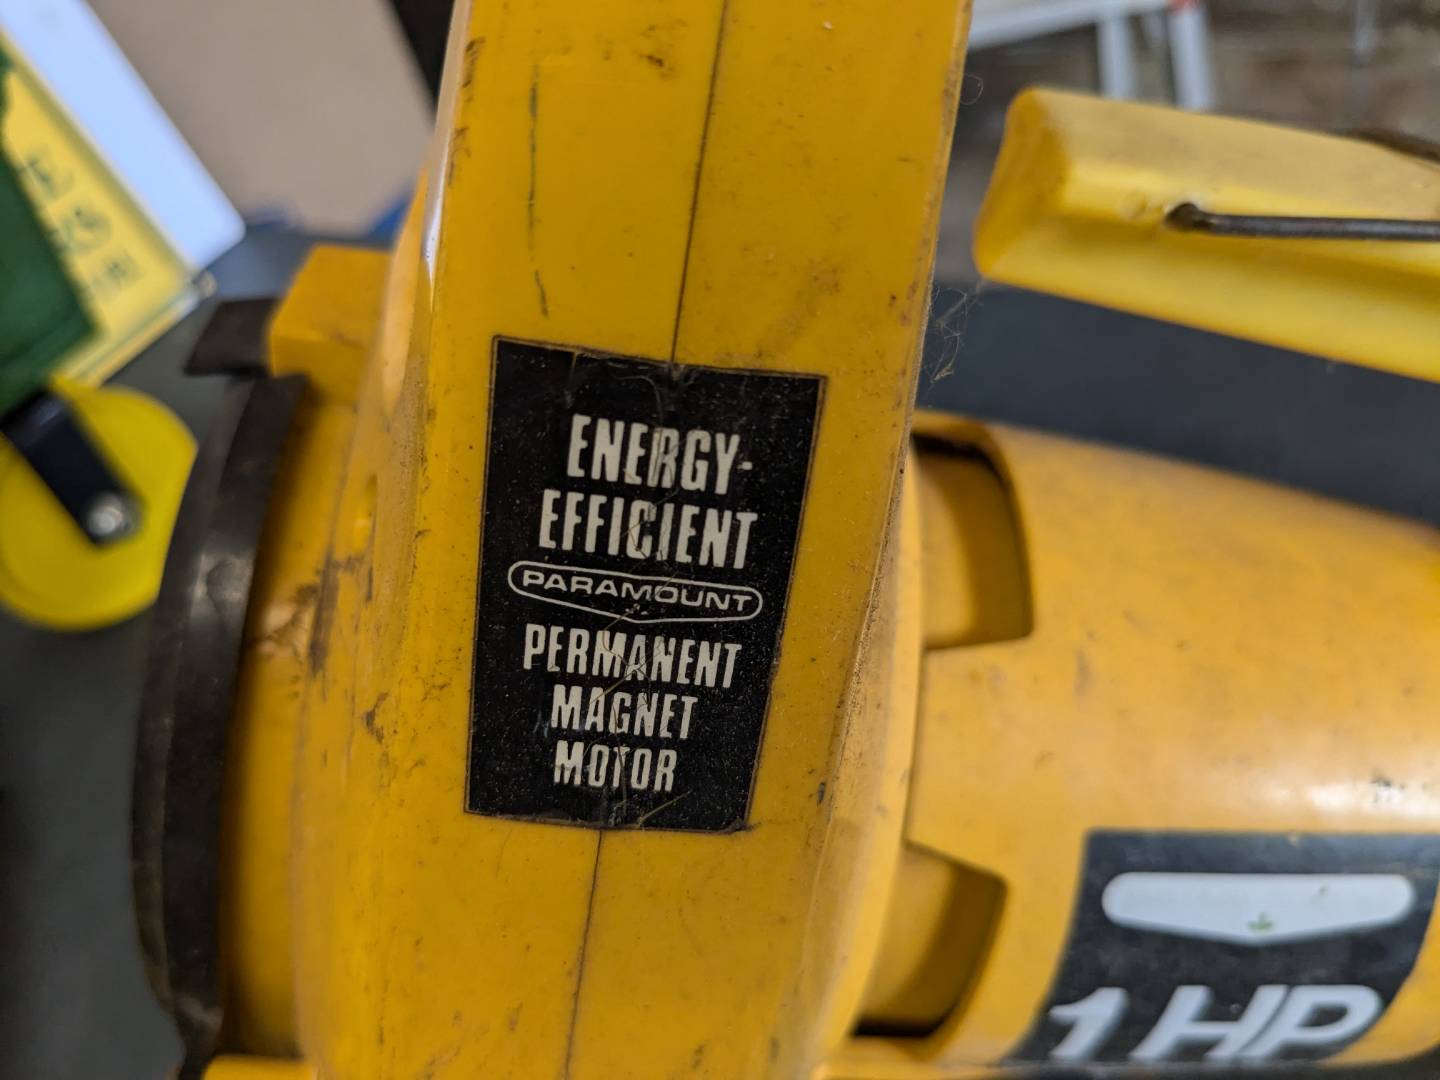 ENERGY-
EFFICIENT
PARAMOUNT
PERMANENT
MAGNET
MOTOR
1 HP